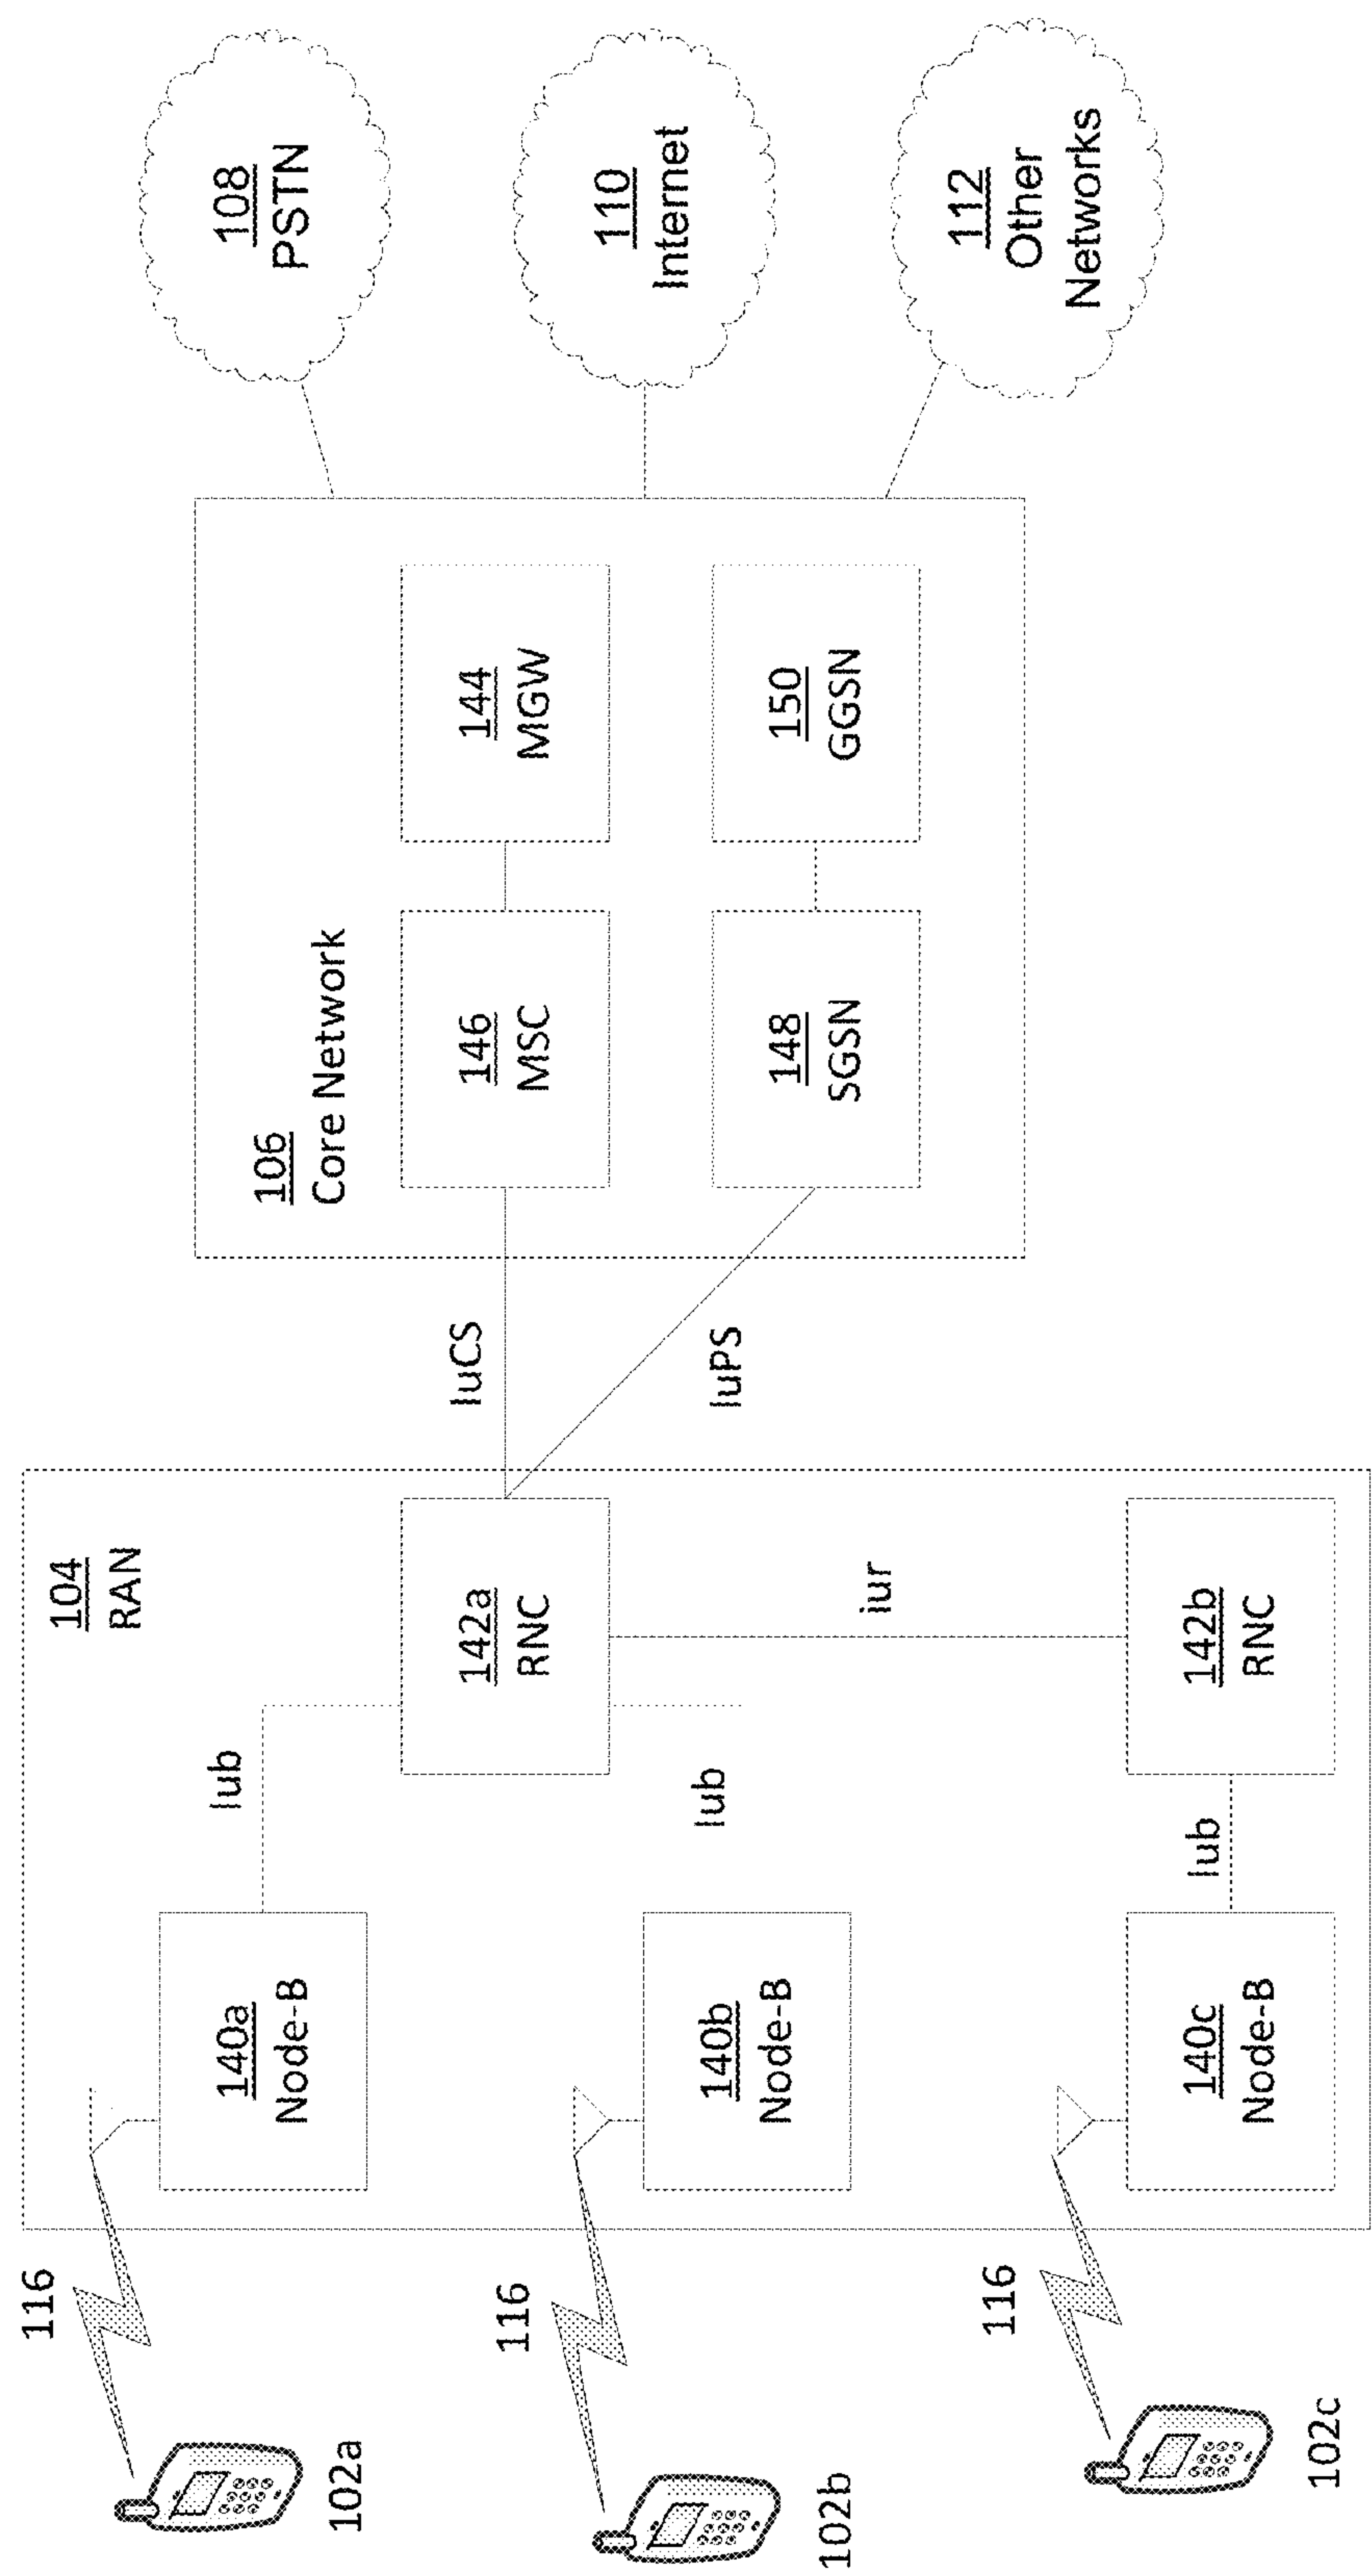 102a
102b
102c
116
116
116
104
RAN
140a
Node-B
140b
Node-B
140c
Node-B
Iub
Iub
Iub
142a
RNC
142b
RNC
iur
IuCS
IuPS
106
Core Network
146
MSC
144
MGW
148
SGSN
150
GGSN
108
PSTN
110
Internet
112
Other
Networks